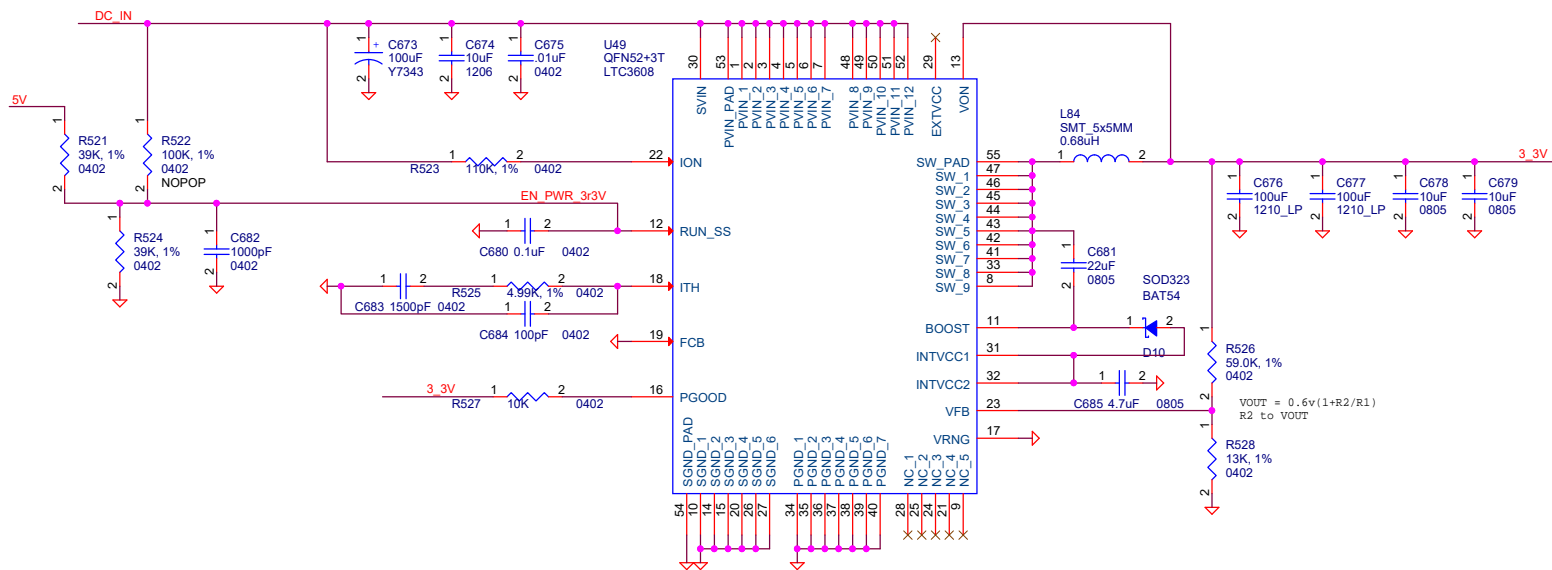 DC_IN
C673
100uF
Y7343
C674
10uF
1206
C675
.01uF
0402
U49
QFN52+3T
LTC3608
5V
R521
39K, 1%
0402
R522
100K, 1%
0402
NOPOP
R523 110K, 1% 0402
EN_PWR_3r3V
R524
39K, 1%
0402
C682
1000pF
0402
C680 0.1uF 0402
C683 1500pF 0402
R525 4.99K, 1% 0402
C684 100pF 0402
3_3V
R527 10K 0402
30 53 1 2 3 4 5 6 7 48 49 50 51 52 29 13
SVIN PVIN_PAD PVIN_1 PVIN_2 PVIN_3 PVIN_4 PVIN_5 PVIN_6 PVIN_7 PVIN_8 PVIN_9 PVIN_10 PVIN_11 PVIN_12 EXTVCC VON
22 ION
12 RUN_SS
18 ITH
19 FCB
16 PGOOD
SW_PAD 55
SW_1 47
SW_2 46
SW_3 45
SW_4 44
SW_5 43
SW_6 42
SW_7 41
SW_8 33
SW_9 8
BOOST 11
INTVCC1 31
INTVCC2 32
VFB 23
VRNG 17
SGND_PAD SGND_1 SGND_2 SGND_3 SGND_4 SGND_5 SGND_6 PGND_1 PGND_2 PGND_3 PGND_4 PGND_5 PGND_6 PGND_7 NC_1 NC_2 NC_3 NC_4 NC_5
54 10 14 15 20 26 27 34 35 36 37 38 39 40 28 25 24 21 9
L84
SMT_5x5MM
0.68uH
3_3V
C676
100uF
1210_LP
C677
100uF
1210_LP
C678
10uF
0805
C679
10uF
0805
C681
22uF
0805
SOD323
BAT54
D10
C685 4.7uF 0805
R526
59.0K, 1%
0402
VOUT = 0.6v(1+R2/R1)
R2 to VOUT
R528
13K, 1%
0402